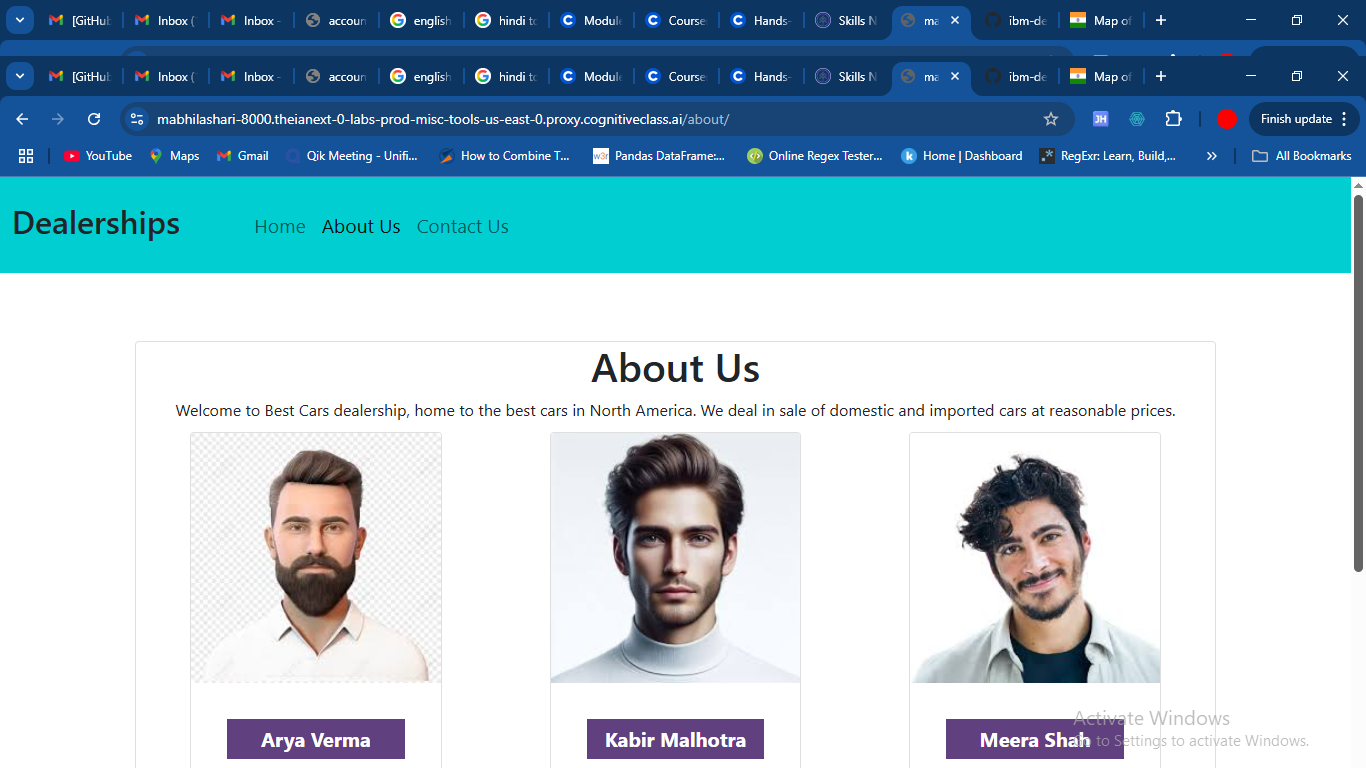 [GitHub Inbox ( Inbox - accoun english hindi to Module Course Hands- Skills N ma ibm-de Map of
[GitHub Inbox ( Inbox - accoun english hindi to Module Course Hands- Skills N ma ibm-de Map of
mabhilashari-8000.theianext-0-labs-prod-misc-tools-us-east-0.proxy.cognitiveclass.ai/about/ JH Finish update
YouTube Maps Gmail Qik Meeting - Unifi... How to Combine T... w3r Pandas DataFrame:... Online Regex Tester... k Home | Dashboard .* RegExr: Learn, Build,... » All Bookmarks
Dealerships Home About Us Contact Us
About Us
Welcome to Best Cars dealership, home to the best cars in North America. We deal in sale of domestic and imported cars at reasonable prices.
Arya Verma Kabir Malhotra Meera Shah
Activate Windows
Go to Settings to activate Windows.